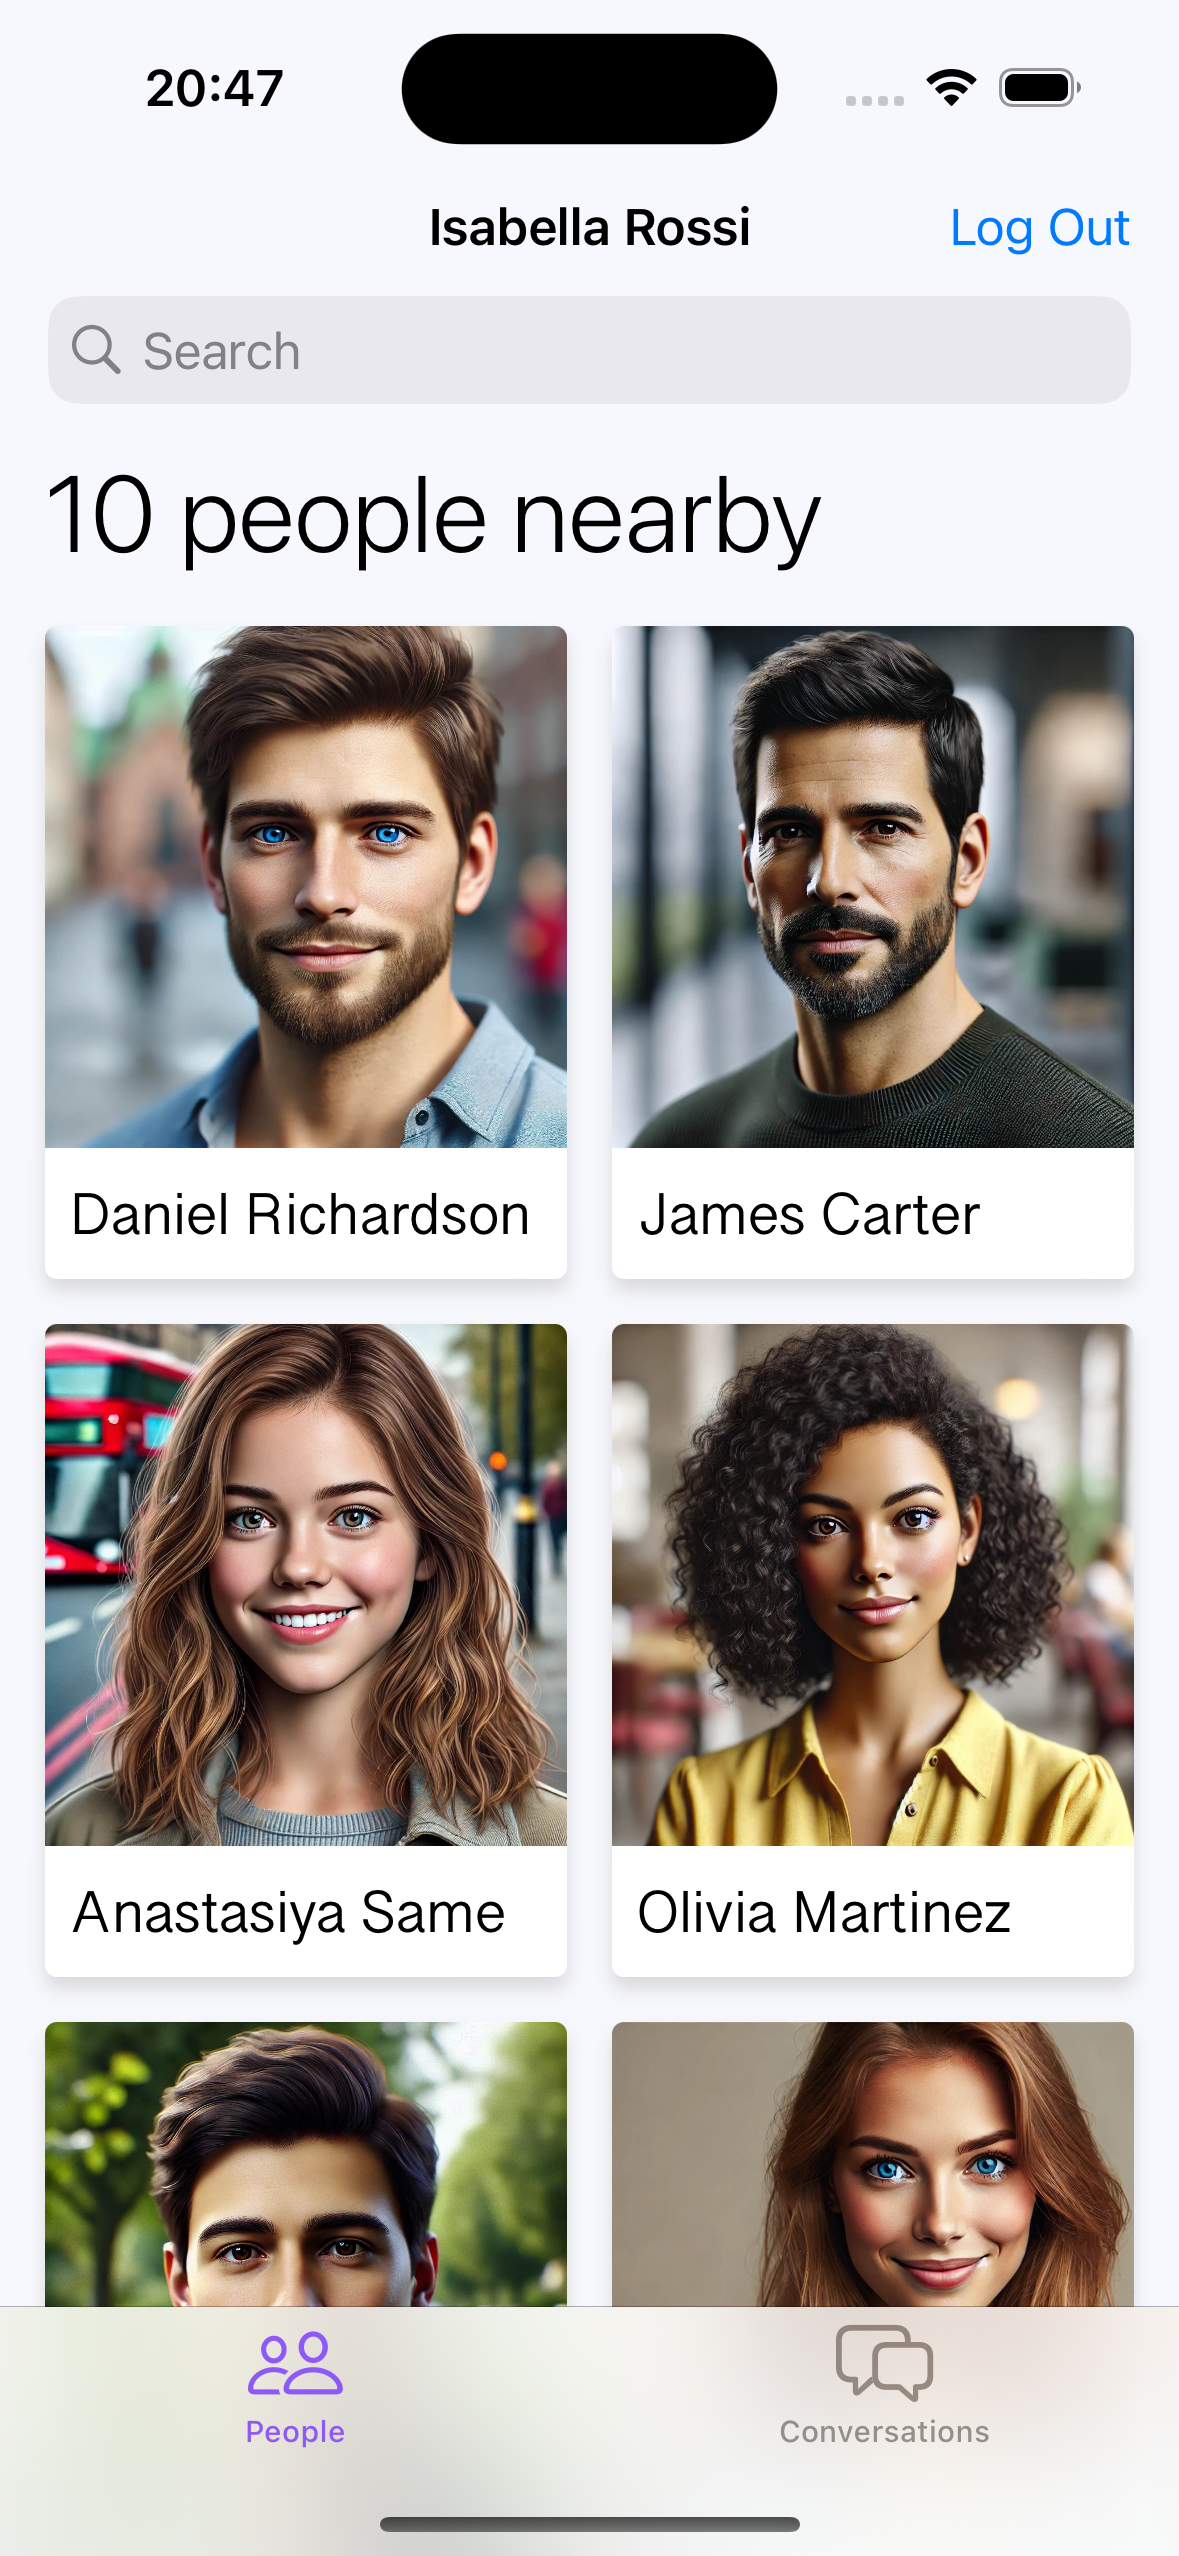 20:47
Isabella Rossi
Log Out
Search
10 people nearby
Daniel Richardson
James Carter
Anastasiya Same
Olivia Martinez
People
Conversations